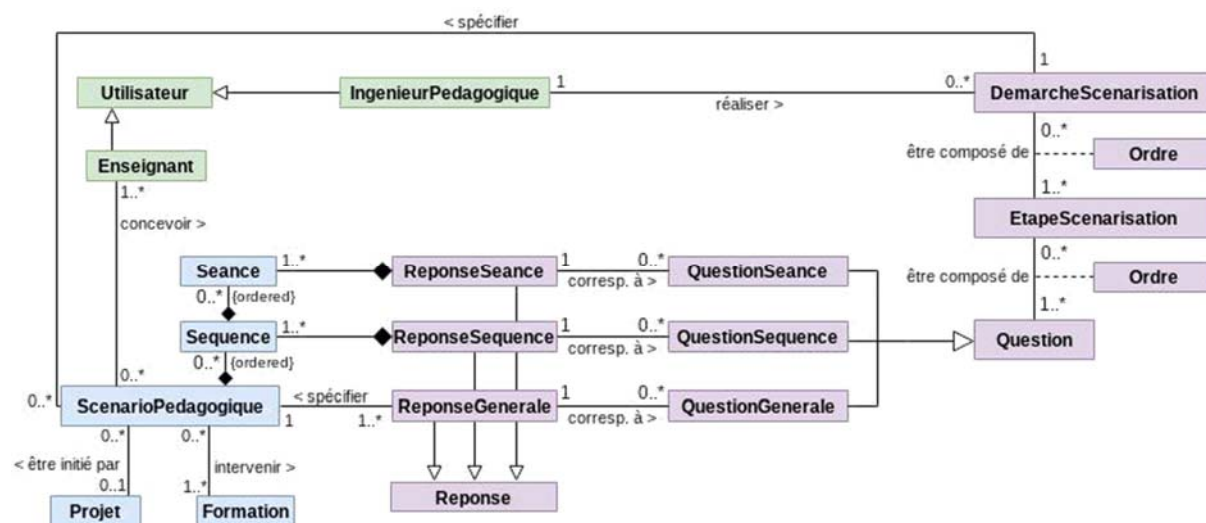 < spécifier
1
Utilisateur
IngenieurPedagogique
1
réaliser >
0..*
DemarcheScenarisation
0..*
être composé de
Ordre
Enseignant
1..*
1..*
concevoir >
EtapeScenarisation
Seance
1..*
ReponseSeance
1
corresp. à >
0..*
QuestionSeance
0..*
être composé de
Ordre
0..*
{ordered}
1..*
Sequence
1..*
ReponseSequence
1
corresp. à >
0..*
QuestionSequence
Question
0..*
{ordered}
0..*
0..*
ScenarioPedagogique
< spécifier
1
1..*
ReponseGenerale
1
corresp. à >
0..*
QuestionGenerale
0..*
0..*
< être initié par
intervenir >
0..1
1..*
Projet
Formation
Reponse